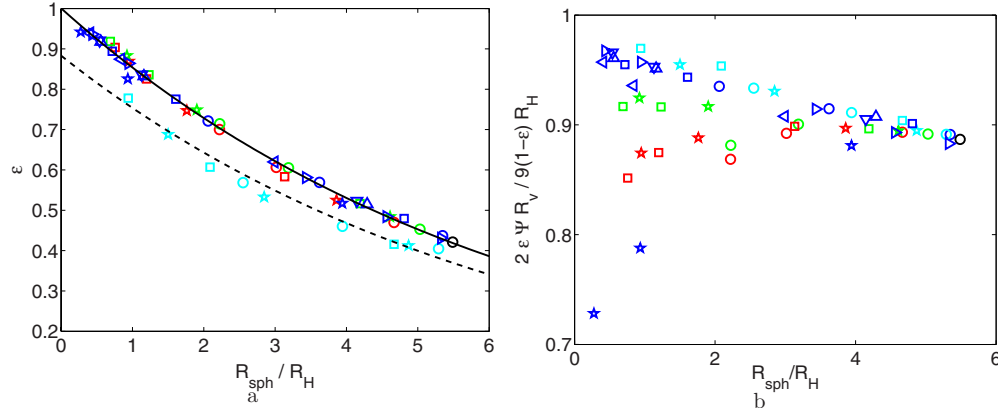 1
0.9
0.8
0.7
0.6
0.5
0.4
0.3
0.2
ε
0 1 2 3 4 5 6
R_sph / R_H
a
1
0.9
0.8
0.7
2 ε Ψ R_V / 9(1-ε) R_H
0 2 4 6
R_sph/R_H
b